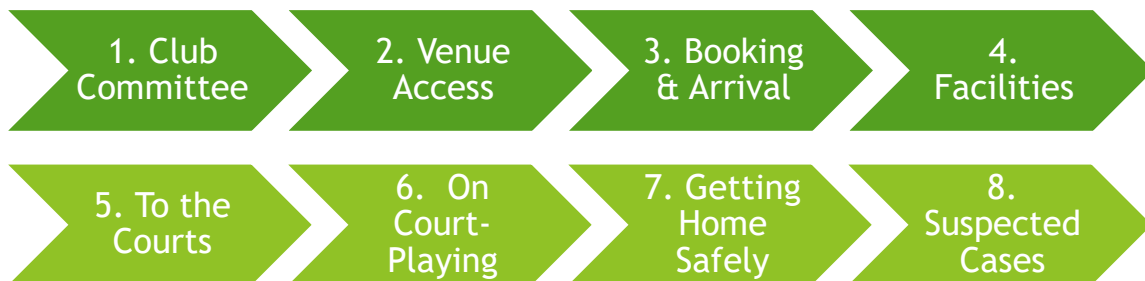 1. Club
Committee
2. Venue
Access
3. Booking
& Arrival
4.
Facilities
5. To the
Courts
6. On
Court-
Playing
7. Getting
Home
Safely
8.
Suspected
Cases